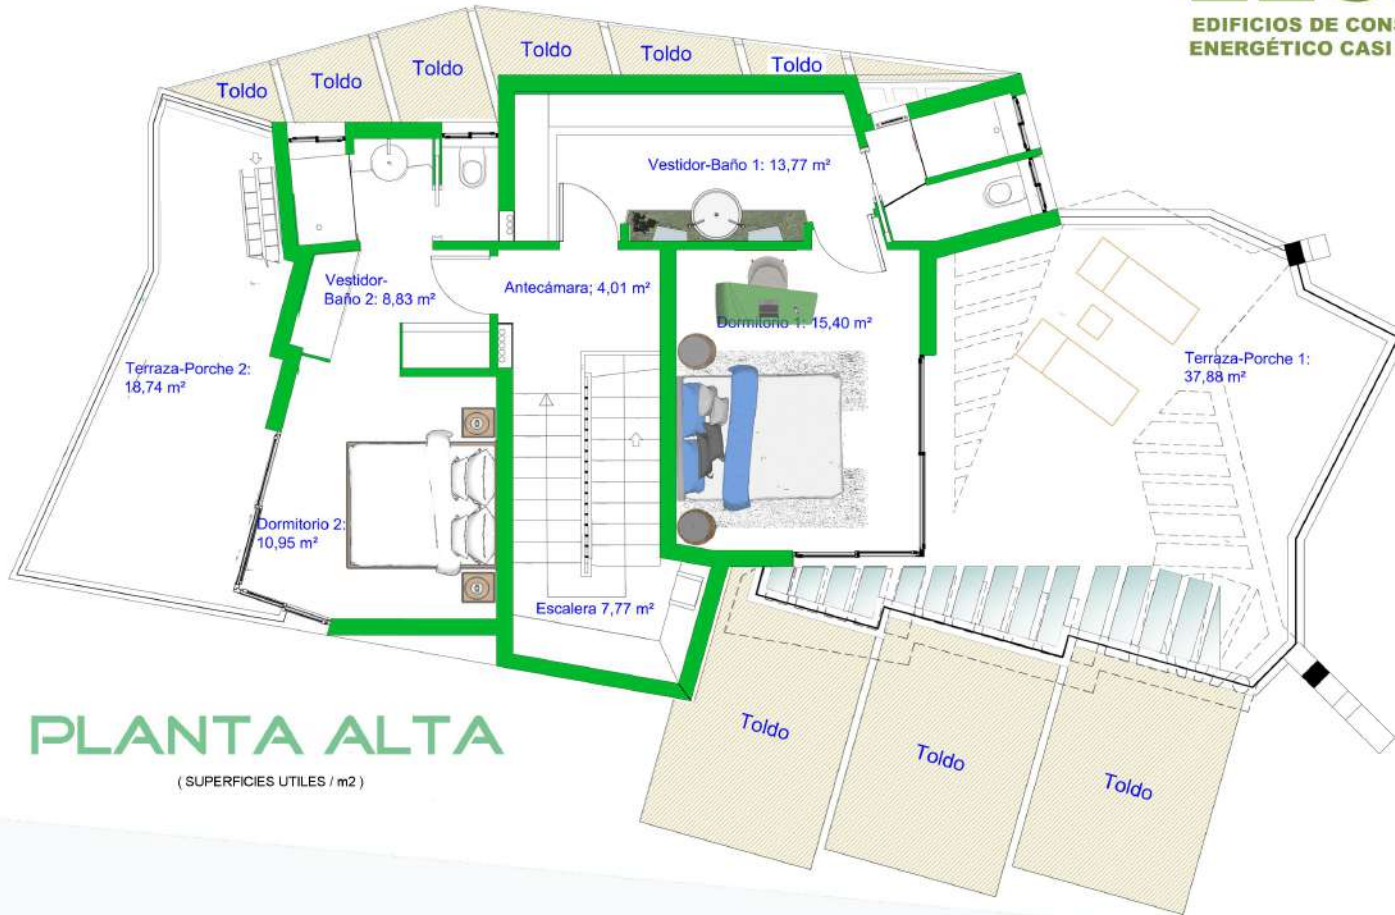 EDIFICIOS DE CONS
ENERGÉTICO CASI
Toldo
Toldo
Toldo
Toldo
Toldo
Toldo
Vestidor-Baño 1: 13,77 m²
Vestidor-
Baño 2: 8,83 m²
Antecámara; 4,01 m²
Dormitorio 1: 15,40 m²
Terraza-Porche 2:
18,74 m²
Terraza-Porche 1:
37,88 m²
Dormitorio 2:
10,95 m²
Escalera 7,77 m²
Toldo
Toldo
Toldo
PLANTA ALTA
( SUPERFICIES UTILES / m2 )